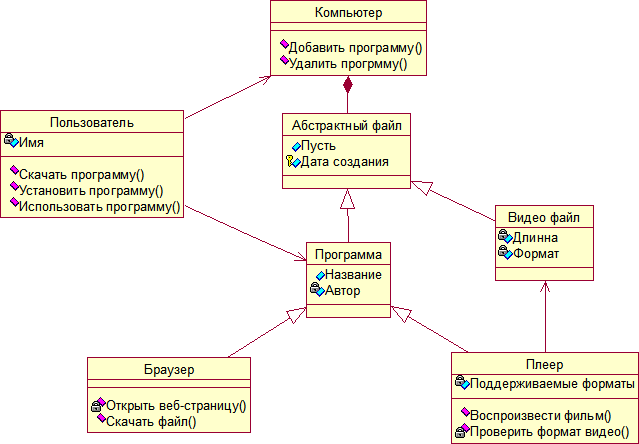 Компьютер
Добавить программу()
Удалить прогрмму()
Пользователь
Имя
Скачать программу()
Установить программу()
Использовать программу()
Абстрактный файл
Пусть
Дата создания
Видео файл
Длинна
Формат
Программа
Название
Автор
Браузер
Открыть веб-страницу()
Скачать файл()
Плеер
Поддерживаемые форматы
Воспроизвести фильм()
Проверить формат видео()